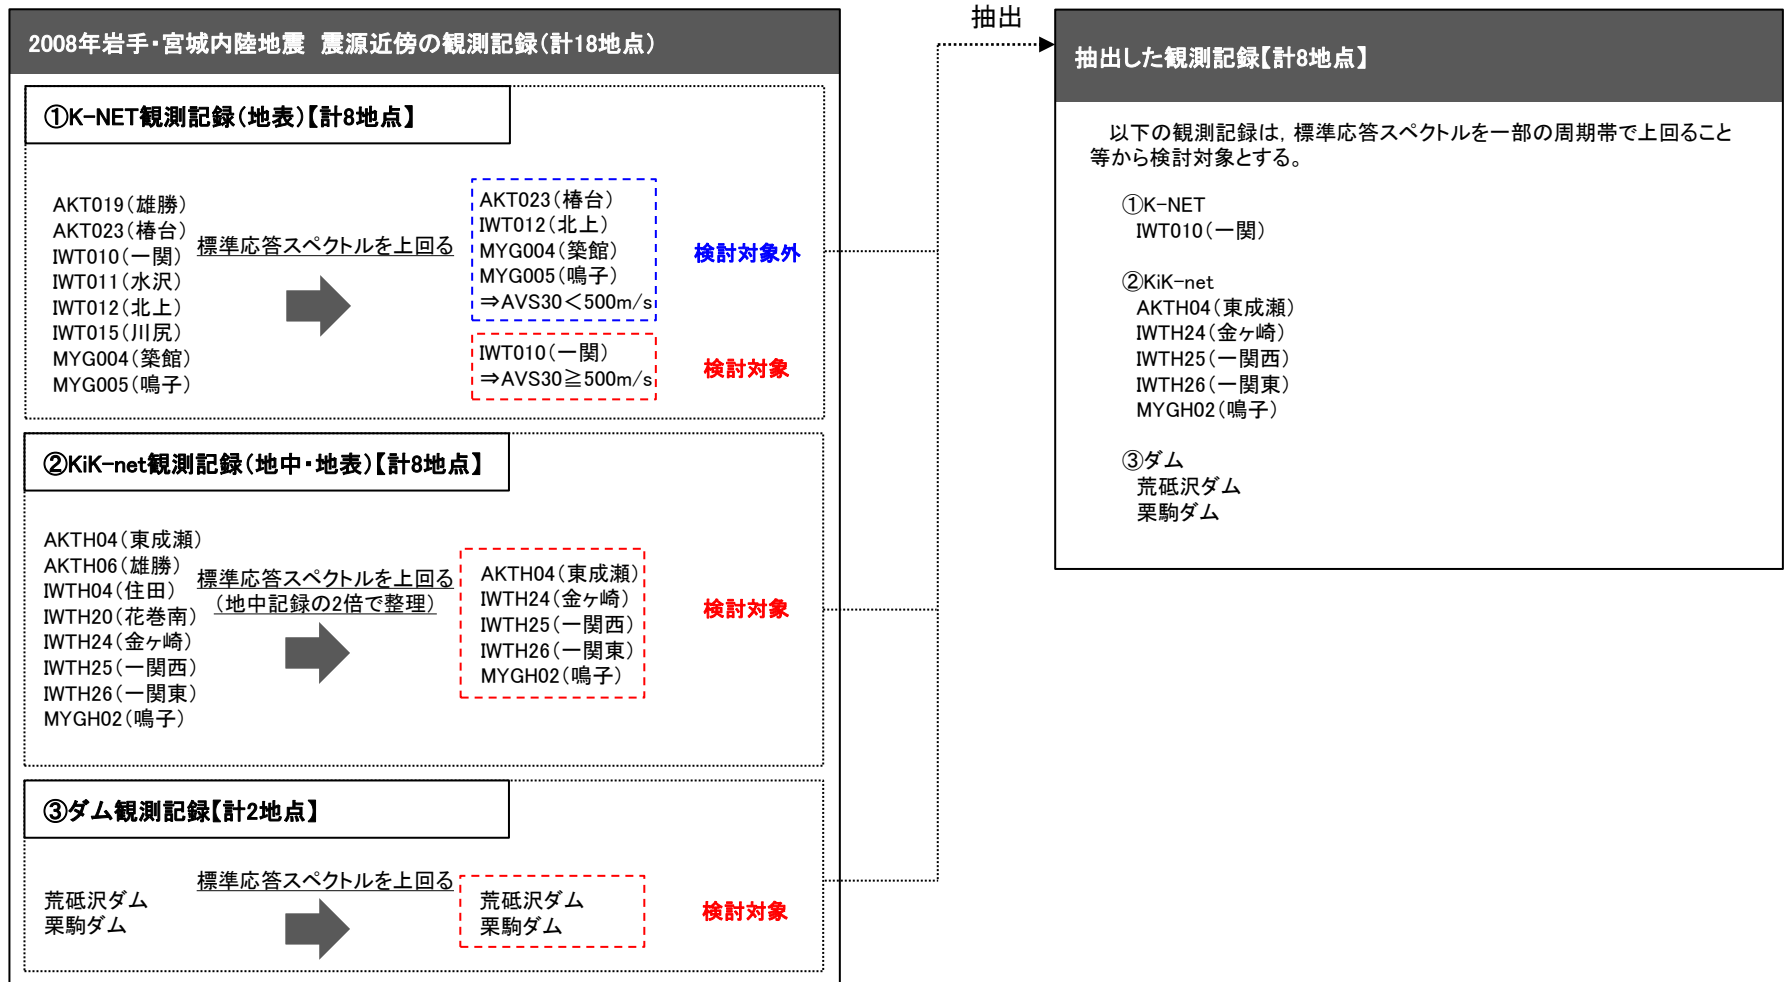 2008年岩手・宮城内陸地震 震源近傍の観測記録(計18地点)
①K-NET観測記録(地表)【計8地点】
AKT019(雄勝)
AKT023(椿台)
IWT010(一関)
IWT011(水沢)
IWT012(北上)
IWT015(川尻)
MYG004(築館)
MYG005(鳴子)
標準応答スペクトルを上回る
AKT023(椿台)
IWT012(北上)
MYG004(築館)
MYG005(鳴子)
⇒AVS30<500m/s
検討対象外
IWT010(一関)
⇒AVS30≧500m/s
検討対象
②KiK-net観測記録(地中・地表)【計8地点】
AKTH04(東成瀬)
AKTH06(雄勝)
IWTH04(住田)
IWTH20(花巻南)
IWTH24(金ヶ崎)
IWTH25(一関西)
IWTH26(一関東)
MYGH02(鳴子)
標準応答スペクトルを上回る
(地中記録の2倍で整理)
AKTH04(東成瀬)
IWTH24(金ヶ崎)
IWTH25(一関西)
IWTH26(一関東)
MYGH02(鳴子)
検討対象
③ダム観測記録【計2地点】
荒砥沢ダム
栗駒ダム
標準応答スペクトルを上回る
荒砥沢ダム
栗駒ダム
検討対象
抽出
抽出した観測記録【計8地点】
以下の観測記録は,標準応答スペクトルを一部の周期帯で上回ること
等から検討対象とする。
①K-NET
IWT010(一関)
②KiK-net
AKTH04(東成瀬)
IWTH24(金ヶ崎)
IWTH25(一関西)
IWTH26(一関東)
MYGH02(鳴子)
③ダム
荒砥沢ダム
栗駒ダム